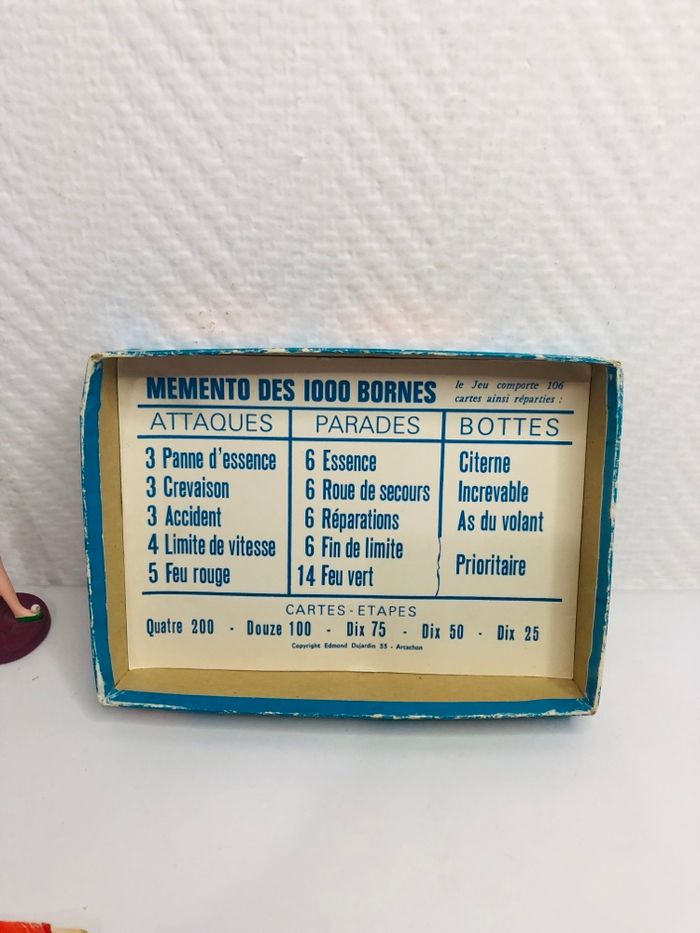 MEMENTO DES 1000 BORNES
le Jeu comporte 106
cartes ainsi réparties :
ATTAQUES
3 Panne d'essence
3 Crevaison
3 Accident
4 Limite de vitesse
5 Feu rouge
PARADES
6 Essence
6 Roue de secours
6 Réparations
6 Fin de limite
14 Feu vert
BOTTES
Citerne
Increvable
As du volant
Prioritaire
CARTES-ETAPES
Quatre 200 - Douze 100 - Dix 75 - Dix 50 - Dix 25
Copyright Edmond Dujardin 33 - Arcachon